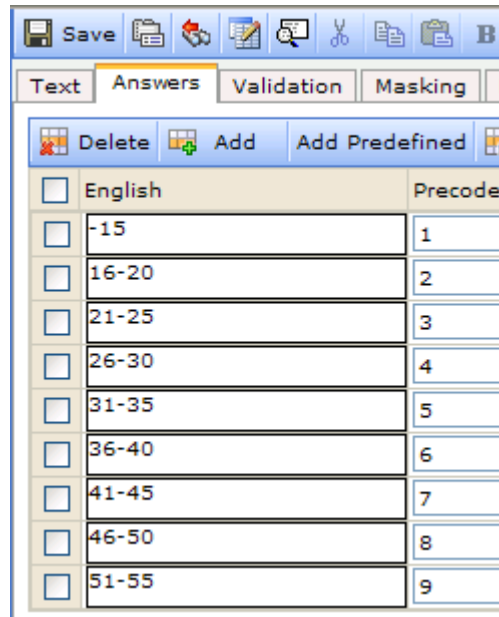 Save B
Text Answers Validation Masking
Delete Add Add Predefined
English Precode
-15 1
16-20 2
21-25 3
26-30 4
31-35 5
36-40 6
41-45 7
46-50 8
51-55 9